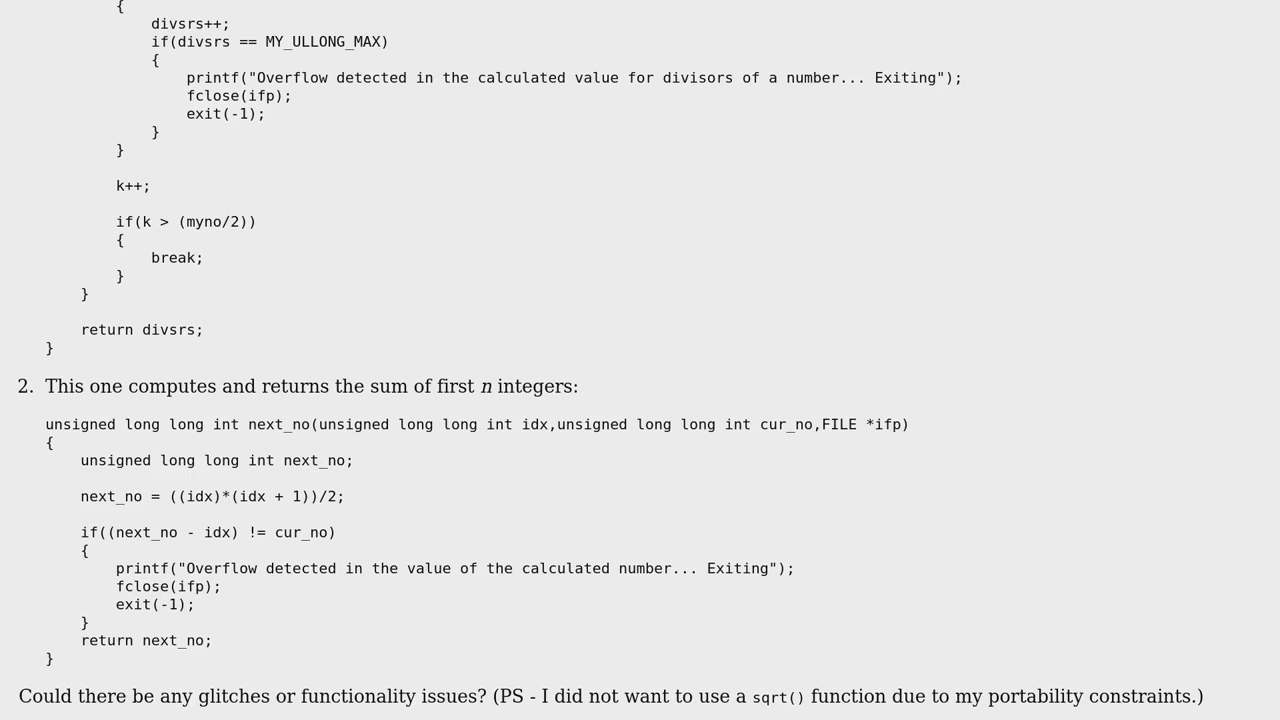 {
divsrs++;
if(divsrs == MY_ULLONG_MAX)
{
printf("Overflow detected in the calculated value for divisors of a number... Exiting");
fclose(ifp);
exit(-1);
}
}
k++;
if(k > (myno/2))
{
break;
}
}
return divsrs;
}
2. This one computes and returns the sum of first n integers:
unsigned long long int next_no(unsigned long long int idx,unsigned long long int cur_no,FILE *ifp)
{
unsigned long long int next_no;
next_no = ((idx)*(idx + 1))/2;
if((next_no - idx) != cur_no)
{
printf("Overflow detected in the value of the calculated number... Exiting");
fclose(ifp);
exit(-1);
}
return next_no;
}
Could there be any glitches or functionality issues? (PS - I did not want to use a sqrt() function due to my portability constraints.)